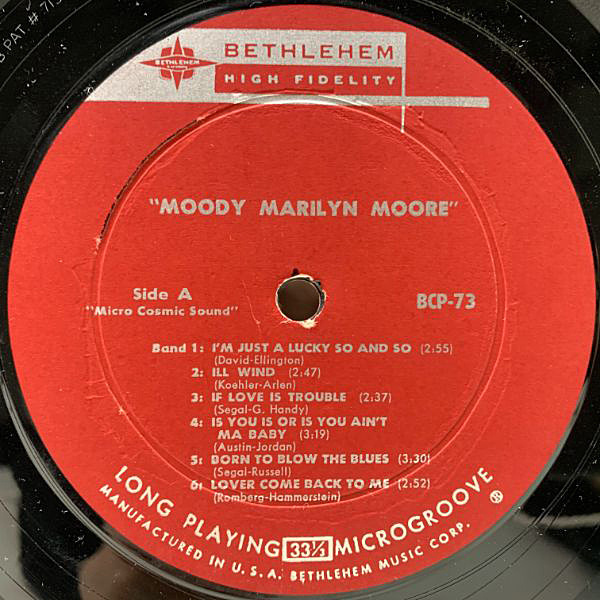 B PAT # 713
BETHLEHEM
BETHLEHEM
HIGH FIDELITY
"MOODY MARILYN MOORE"
Side A
"Micro Cosmic Sound"
BCP-73
Band 1: I'M JUST A LUCKY SO AND SO (2:55)
(David-Ellington)
2: ILL WIND (2:47)
(Koehler-Arlen)
3: IF LOVE IS TROUBLE (2:37)
(Segal-G. Handy)
4: IS YOU IS OR IS YOU AIN'T
MA BABY (3:19)
(Austin-Jordan)
5: BORN TO BLOW THE BLUES (3:30)
(Segal-Russell)
6: LOVER COME BACK TO ME (2:52)
(Romberg-Hammerstein)
LONG PLAYING 33⅓ MICROGROOVE ®
MANUFACTURED IN U.S.A. BETHLEHEM MUSIC CORP.